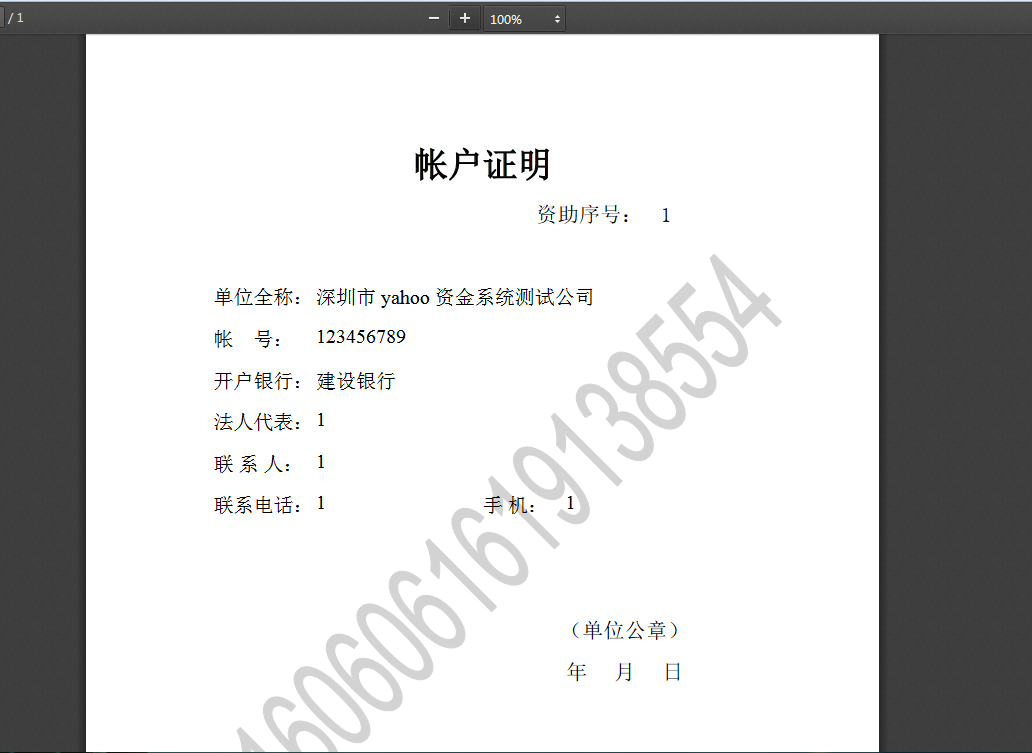 / 1
− + 100%
帐户证明
资助序号： 1
单位全称： 深圳市 yahoo 资金系统测试公司
帐 号： 123456789
开户银行： 建设银行
法人代表： 1
联 系 人： 1
联系电话： 1 手 机： 1
（单位公章）
年 月 日
1606061619138554